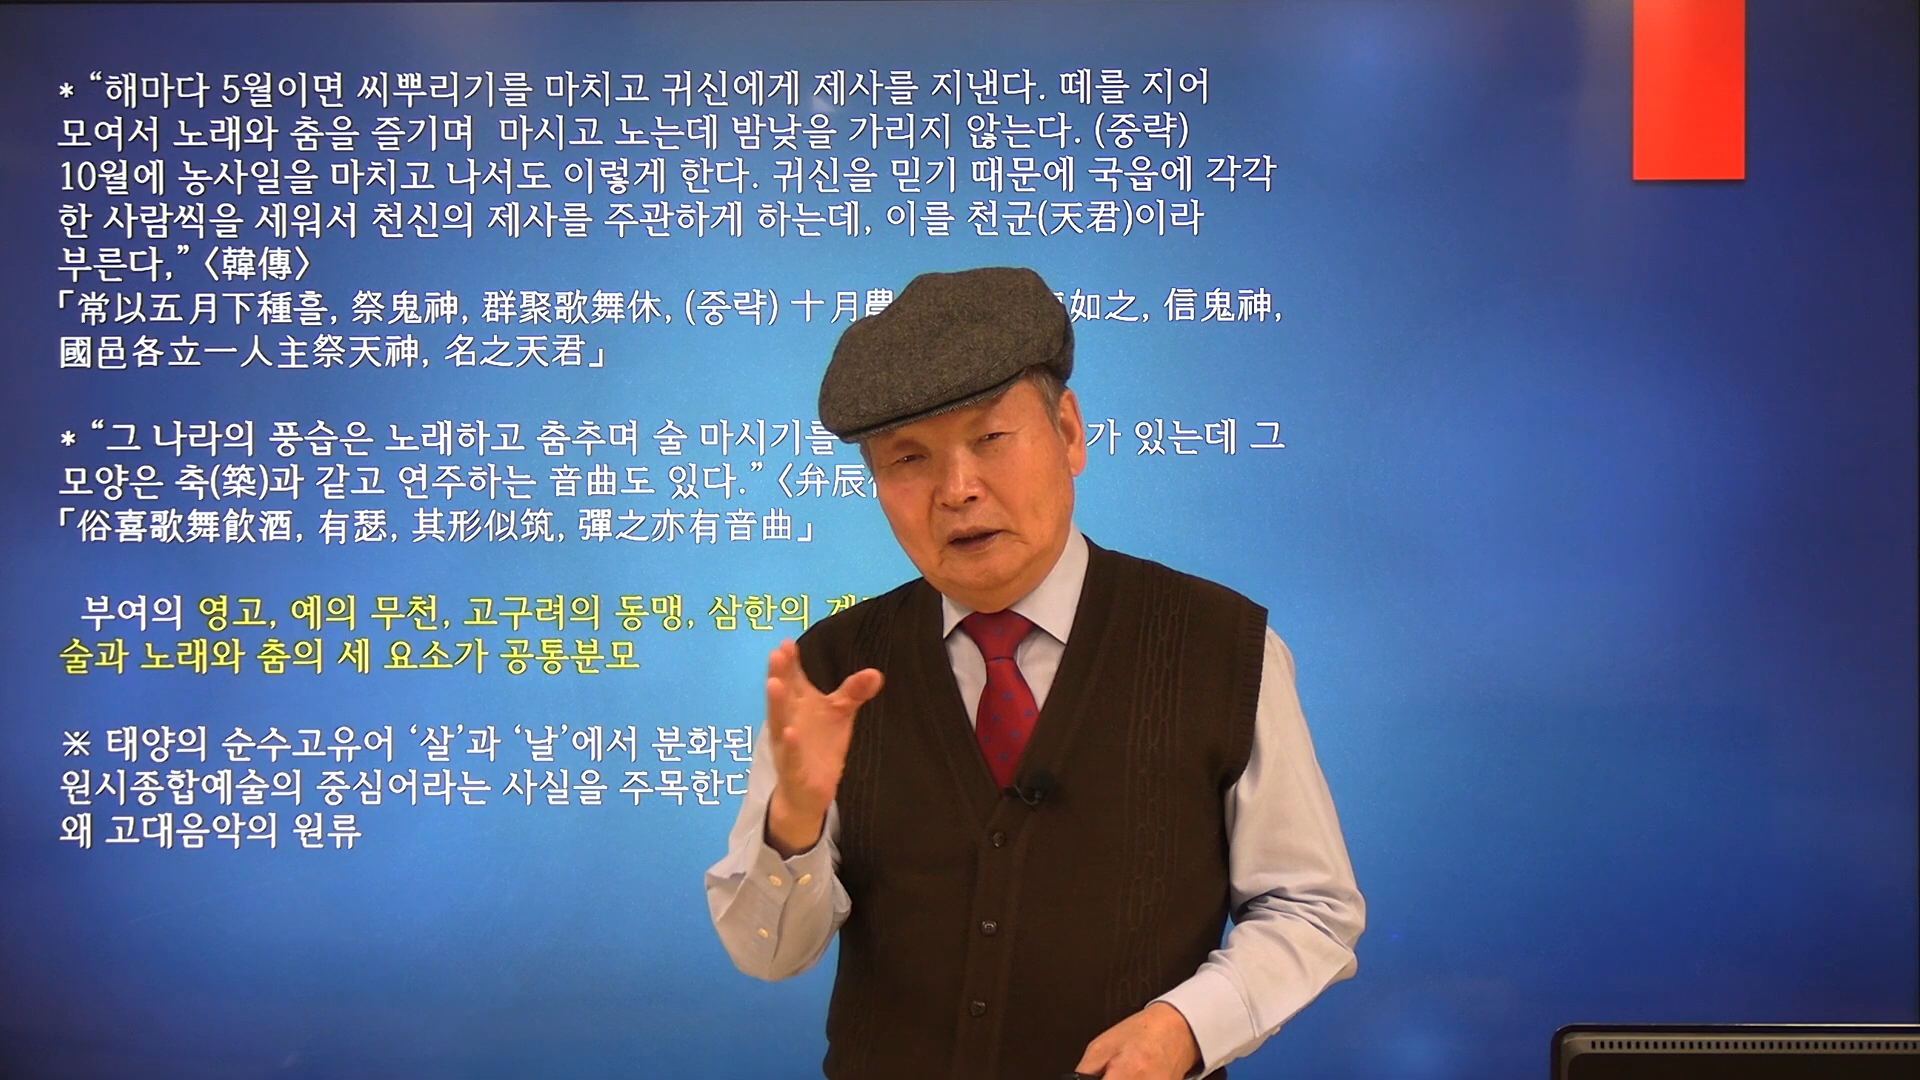 * “해마다 5월이면 씨뿌리기를 마치고 귀신에게 제사를 지낸다. 떼를 지어
모여서 노래와 춤을 즐기며 마시고 노는데 밤낮을 가리지 않는다. (중략)
10월에 농사일을 마치고 나서도 이렇게 한다. 귀신을 믿기 때문에 국읍에 각각
한 사람씩을 세워서 천신의 제사를 주관하게 하는데, 이를 천군(天君)이라
부른다,” 〈韓傳〉
「常以五月下種흘, 祭鬼神, 群聚歌舞休, (중략) 十月農 如之, 信鬼神,
國邑各立一人主祭天神, 名之天君」
* “그 나라의 풍습은 노래하고 춤추며 술 마시기를 가 있는데 그
모양은 축(築)과 같고 연주하는 音曲도 있다.” 〈弁辰
「俗喜歌舞飮酒, 有瑟, 其形似筑, 彈之亦有音曲」
부여의 영고, 예의 무천, 고구려의 동맹, 삼한의
술과 노래와 춤의 세 요소가 공통분모
※ 태양의 순수고유어 ‘살’과 ‘날’에서 분화된
원시종합예술의 중심어라는 사실을 주목한다
왜 고대음악의 원류